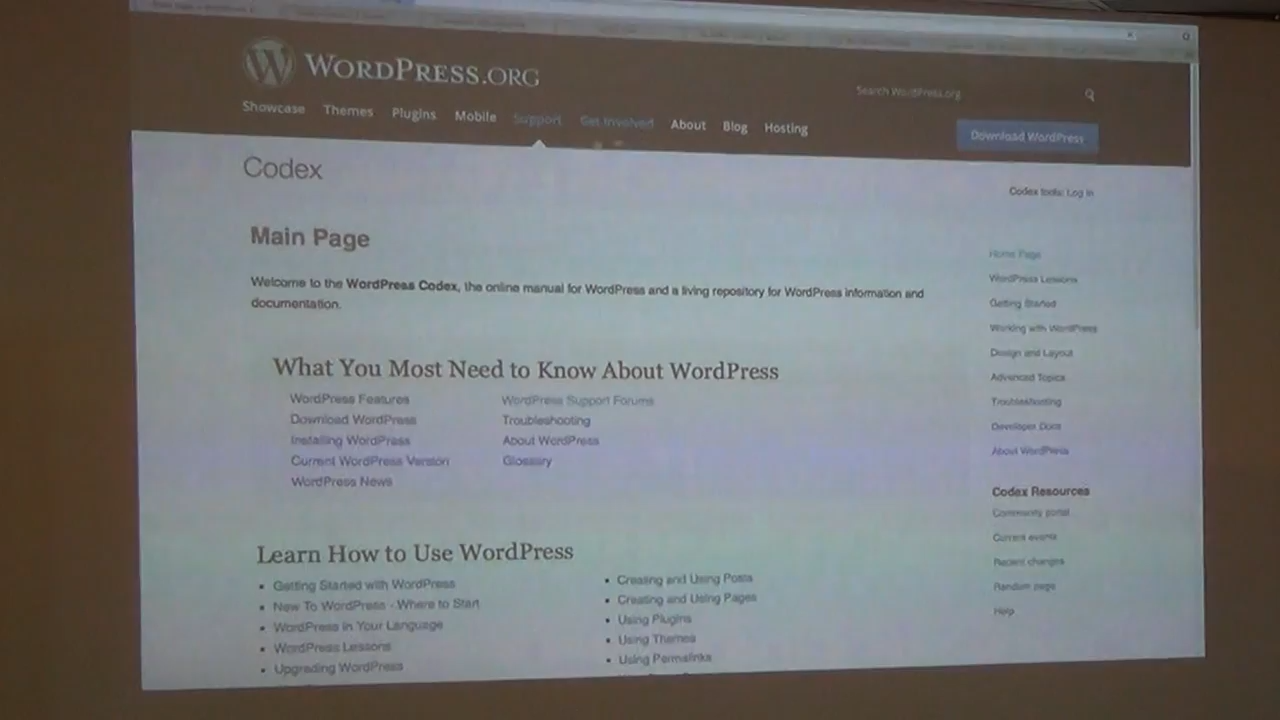 WORDPRESS.ORG
Search WordPress.org
Showcase Themes Plugins Mobile Support Get Involved About Blog Hosting
Download WordPress
Codex
Codex tools: Log in
Main Page
Welcome to the WordPress Codex, the online manual for WordPress and a living repository for WordPress information and
documentation.
What You Most Need to Know About WordPress
WordPress Features
Download WordPress
Installing WordPress
Current WordPress Version
WordPress News
WordPress Support Forums
Troubleshooting
About WordPress
Glossary
Learn How to Use WordPress
Getting Started with WordPress
New To WordPress - Where to Start
WordPress in Your Language
WordPress Lessons
Upgrading WordPress
Creating and Using Posts
Creating and Using Pages
Using Plugins
Using Themes
Using Permalinks
Home Page
WordPress Lessons
Getting Started
Working with WordPress
Design and Layout
Advanced Topics
Troubleshooting
Developer Docs
About WordPress
Codex Resources
Community portal
Current events
Recent changes
Random page
Help